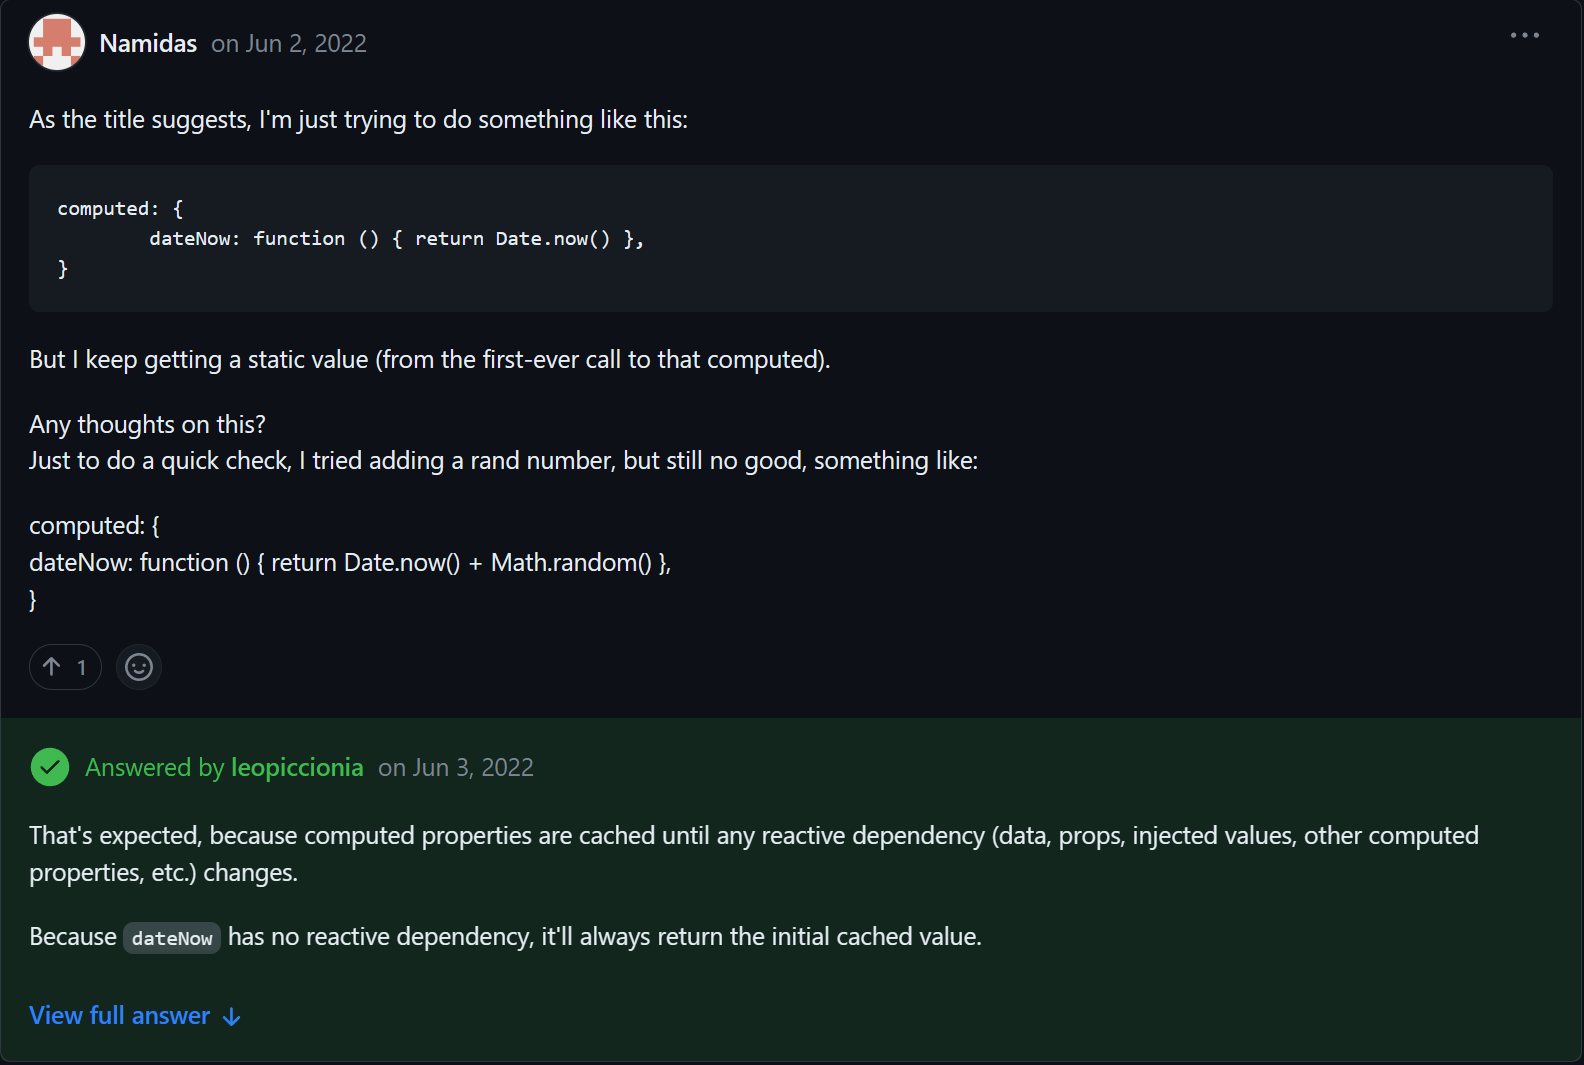 Namidas on Jun 2, 2022
As the title suggests, I'm just trying to do something like this:
computed: {
        dateNow: function () { return Date.now() },
}
But I keep getting a static value (from the first-ever call to that computed).
Any thoughts on this?
Just to do a quick check, I tried adding a rand number, but still no good, something like:
computed: {
dateNow: function () { return Date.now() + Math.random() },
}
1
Answered by leopiccionia on Jun 3, 2022
That's expected, because computed properties are cached until any reactive dependency (data, props, injected values, other computed
properties, etc.) changes.
Because dateNow has no reactive dependency, it'll always return the initial cached value.
View full answer ↓